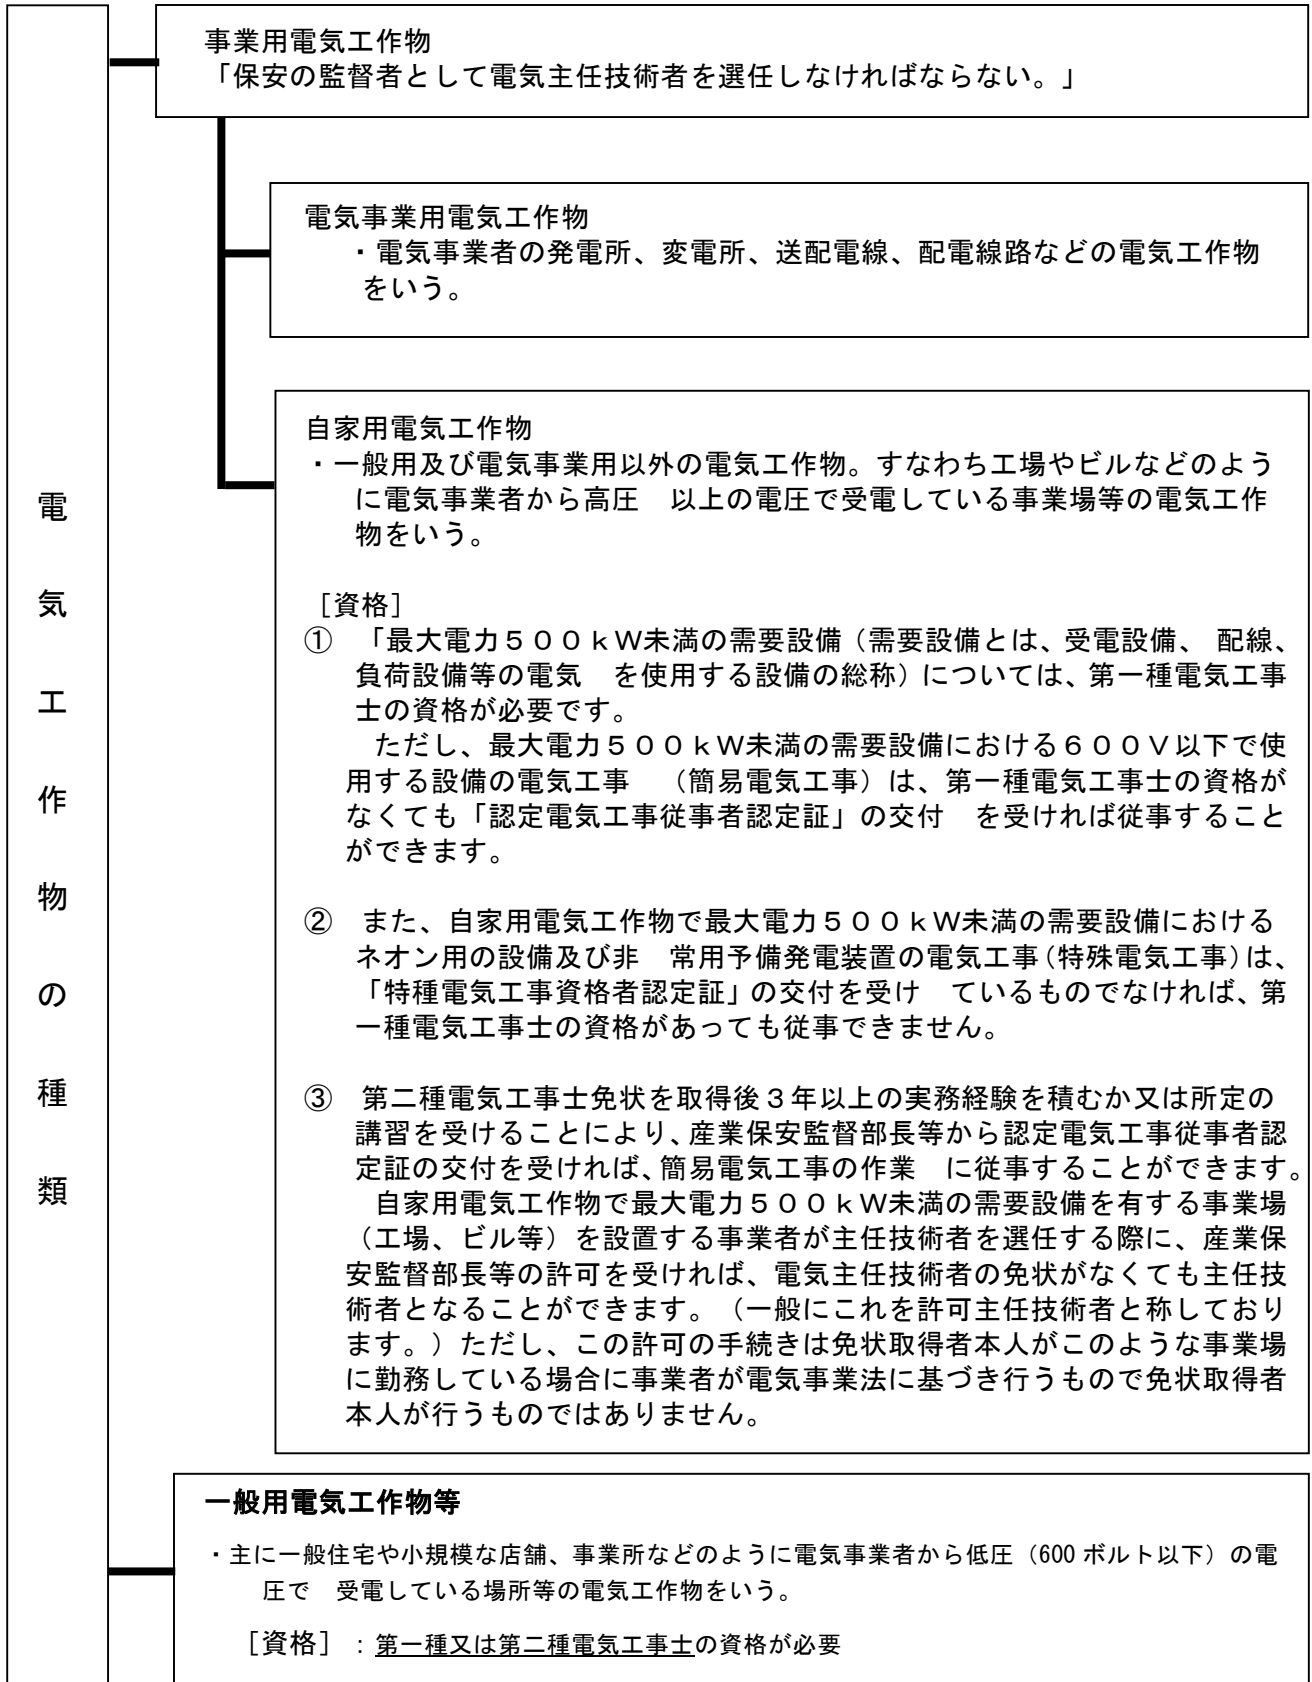 事業用電気工作物
「保安の監督者として電気主任技術者を選任しなければならない。」
電気事業用電気工作物
・電気事業者の発電所、変電所、送配電線、配電線路などの電気工作物
をいう。
自家用電気工作物
・一般用及び電気事業用以外の電気工作物。すなわち工場やビルなどのよう
に電気事業者から高圧　以上の電圧で受電している事業場等の電気工作
物をいう。
［資格］
①　「最大電力５００ｋＷ未満の需要設備（需要設備とは、受電設備、 配線、
負荷設備等の電気　を使用する設備の総称）については、第一種電気工事
士の資格が必要です。
ただし、最大電力５００ｋＷ未満の需要設備における６００Ｖ以下で使
用する設備の電気工事　（簡易電気工事）は、第一種電気工事士の資格が
なくても「認定電気工事従事者認定証」の交付　を受ければ従事すること
ができます。
②　また、自家用電気工作物で最大電力５００ｋＷ未満の需要設備における
ネオン用の設備及び非　常用予備発電装置の電気工事（特殊電気工事）は、
「特種電気工事資格者認定証」の交付を受け　ているものでなければ、第
一種電気工事士の資格があっても従事できません。
③　第二種電気工事士免状を取得後３年以上の実務経験を積むか又は所定の
講習を受けることにより、産業保安監督部長等から認定電気工事従事者認
定証の交付を受ければ、簡易電気工事の作業　に従事することができます。
自家用電気工作物で最大電力５００ｋＷ未満の需要設備を有する事業場
（工場、ビル等）を設置する事業者が主任技術者を選任する際に、産業保
安監督部長等の許可を受ければ、電気主任技術者の免状がなくても主任技
術者となることができます。（一般にこれを許可主任技術者と称しており
ます。）ただし、この許可の手続きは免状取得者本人がこのような事業場
に勤務している場合に事業者が電気事業法に基づき行うもので免状取得者
本人が行うものではありません。
電気工作物の種類
一般用電気工作物等
・主に一般住宅や小規模な店舗、事業所などのように電気事業者から低圧（600 ボルト以下）の電
圧で　受電している場所等の電気工作物をいう。
［資格］：第一種又は第二種電気工事士の資格が必要